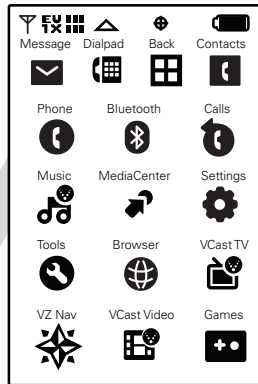 EV
1X
Message Dialpad Back Contacts
Phone Bluetooth Calls
Music MediaCenter Settings
Tools Browser VCast TV
VZ Nav VCast Video Games